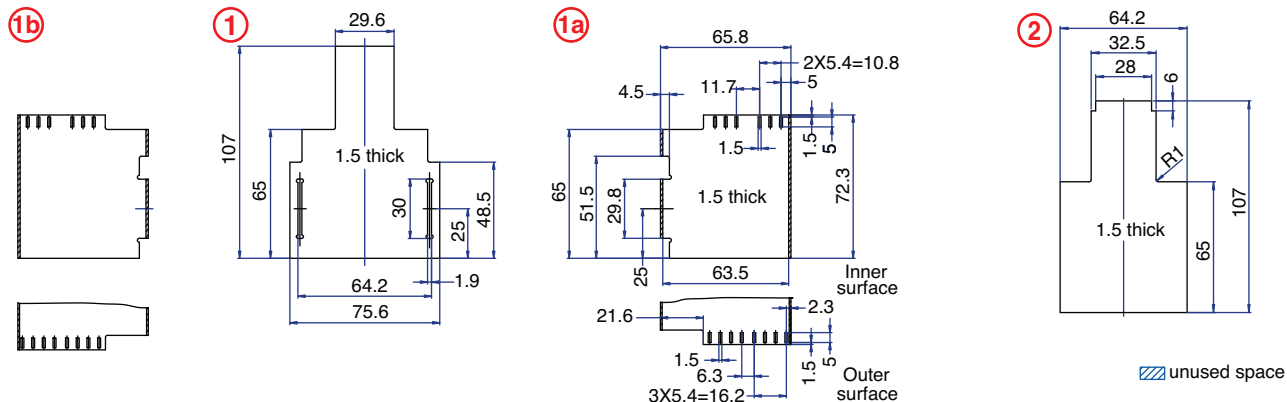 1b
1
29.6
107
65
1.5 thick
30
25
48.5
1.9
64.2
75.6
1a
65.8
2X5.4=10.8
11.7
5
4.5
1.5
1.5
5
65
51.5
29.8
25
1.5 thick
72.3
63.5
Inner
surface
21.6
2.3
1.5
6.3
1.5
5
3X5.4=16.2
Outer
surface
2
64.2
32.5
28
6
R1
1.5 thick
65
107
unused space